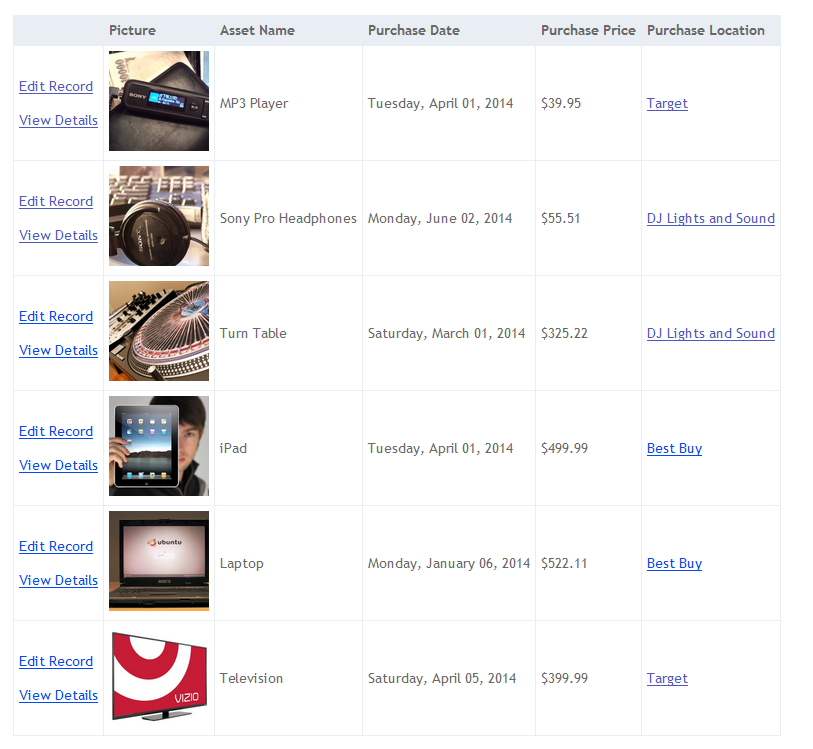 Picture Asset Name Purchase Date Purchase Price Purchase Location
Edit Record
View Details
SONY
MP3 Player Tuesday, April 01, 2014 $39.95 Target
Edit Record
View Details
SONY
Sony Pro Headphones Monday, June 02, 2014 $55.51 DJ Lights and Sound
Edit Record
View Details
Turn Table Saturday, March 01, 2014 $325.22 DJ Lights and Sound
Edit Record
View Details
iPad Tuesday, April 01, 2014 $499.99 Best Buy
Edit Record
View Details
ubuntu
Laptop Monday, January 06, 2014 $522.11 Best Buy
Edit Record
View Details
VIZIO
Television Saturday, April 05, 2014 $399.99 Target